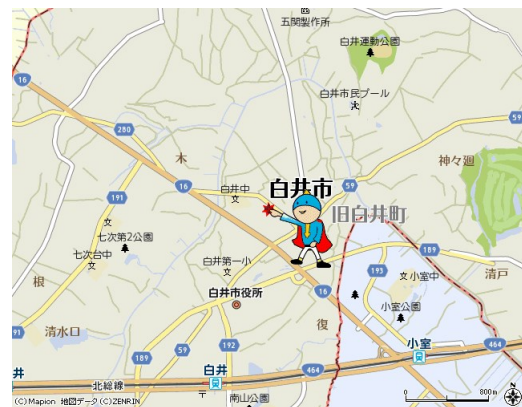 五関製作所
白井運動公園
16
白井市民プール
280
59
木
神々廻
16
白井中
白井市
59
191
旧白井町
七次第2公園
189
七次台中
白井第一小
193
小室中
清戸
根
白井市役所
16
小室公園
清水口
復
91
192
小室
189
59
464
井
白井
464
北総線
南山公園
800m
(C)Mapion 地図データ(C)ZENRIN